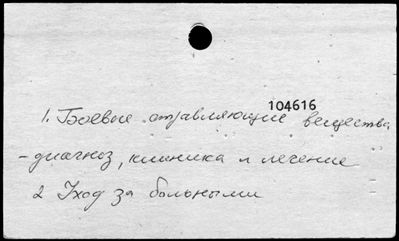 104616
1. Боевые отравляющие вещества
- диагноз, клиника и лечение
2 Уход за больными